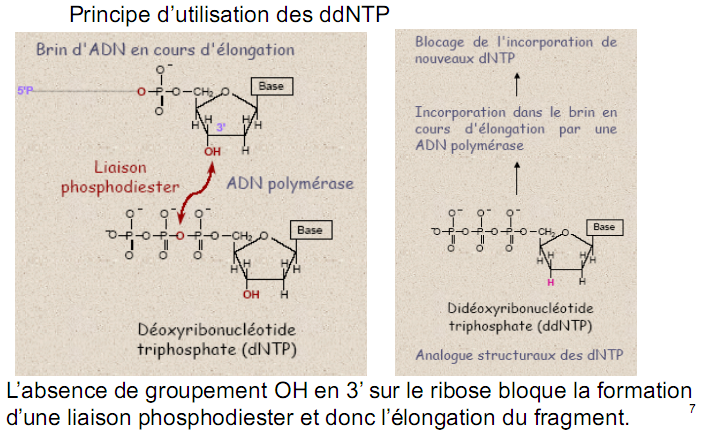 Principe d’utilisation des ddNTP
Brin d'ADN en cours d'élongation
5'P
O-P-O-CH₂
O⁻
O
O
Base
H
H
H
H
3'
OH
H
Liaison
phosphodiester
ADN polymérase
O⁻ O⁻ O⁻
⁻O-P-O-P-O-P-O-CH₂
O O O
O
Base
H
H
H
H
OH
H
Déoxyribonucléotide
triphosphate (dNTP)
Blocage de l'incorporation de
nouveaux dNTP
Incorporation dans le brin en
cours d'élongation par une
ADN polymérase
O⁻ O⁻ O⁻
⁻O-P-O-P-O-P-O-CH₂
O O O
O
Base
H
H
H
H
H
H
Didéoxyribonucléotide
triphosphate (ddNTP)
Analogue structuraux des dNTP
L’absence de groupement OH en 3’ sur le ribose bloque la formation
d’une liaison phosphodiester et donc l’élongation du fragment.
7